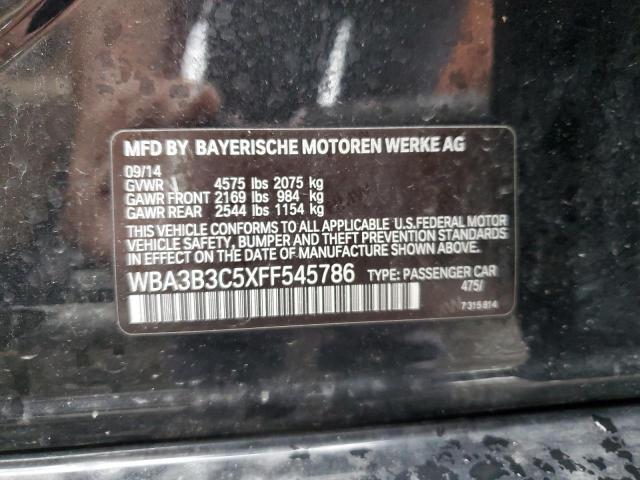 MFD BY BAYERISCHE MOTOREN WERKE AG
09/14
GVWR 4575 lbs 2075 kg
GAWR FRONT 2169 lbs 984 kg
GAWR REAR 2544 lbs 1154 kg
THIS VEHICLE CONFORMS TO ALL APPLICABLE U.S.FEDERAL MOTOR
VEHICLE SAFETY, BUMPER AND THEFT PREVENTION STANDARDS
IN EFFECT ON THE DATE OF MANUFACTURE SHOWN ABOVE.
WBA3B3C5XFF545786 TYPE: PASSENGER CAR
475/
7315814